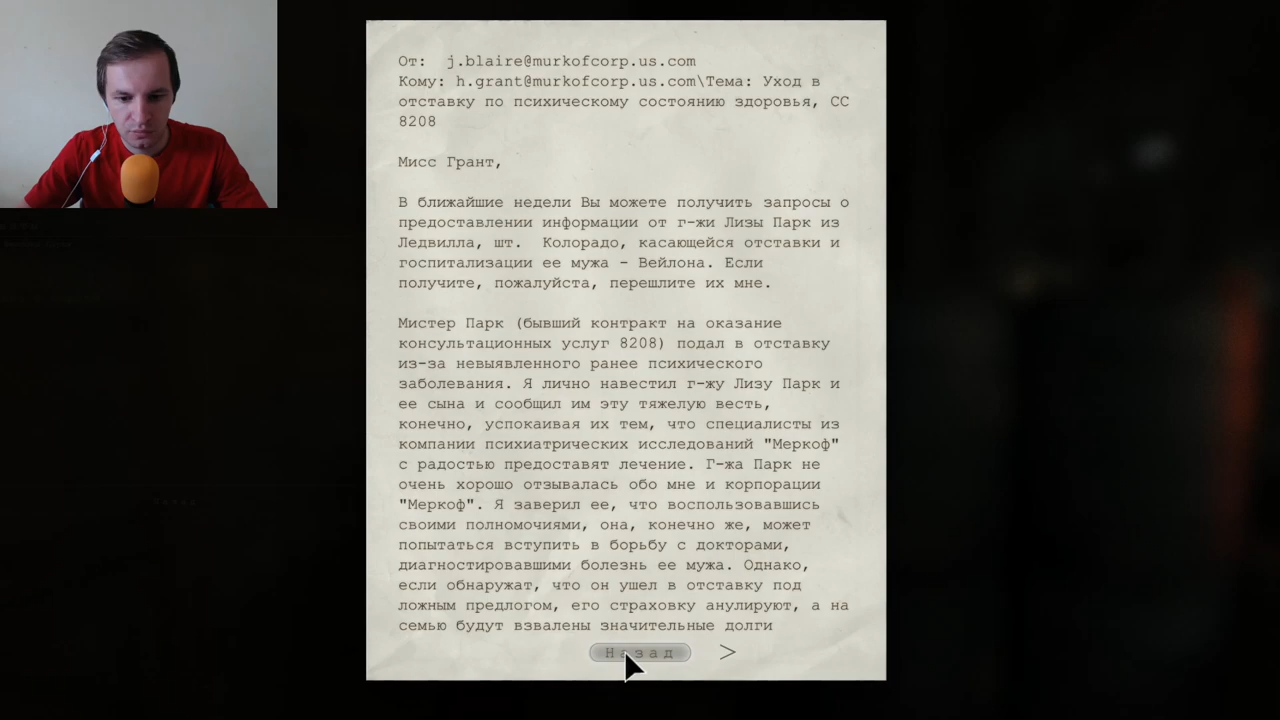 От:  j.blaire@murkofcorp.us.com
Кому: h.grant@murkofcorp.us.com\Тема: Уход в
отставку по психическому состоянию здоровья, СС
8208
Мисс Грант,
В ближайшие недели Вы можете получить запросы о
предоставлении информации от г-жи Лизы Парк из
Ледвилла, шт.  Колорадо, касающейся отставки и
госпитализации ее мужа - Вейлона. Если
получите, пожалуйста, перешлите их мне.
Мистер Парк (бывший контракт на оказание
консультационных услуг 8208) подал в отставку
из-за невыявленного ранее психического
заболевания. Я лично навестил г-жу Лизу Парк и
ее сына и сообщил им эту тяжелую весть,
конечно, успокаивая их тем, что специалисты из
компании психиатрических исследований "Меркоф"
с радостью предоставят лечение. Г-жа Парк не
очень хорошо отзывалась обо мне и корпорации
"Меркоф". Я заверил ее, что воспользовавшись
своими полномочиями, она, конечно же, может
попытаться вступить в борьбу с докторами,
диагностировавшими болезнь ее мужа. Однако,
если обнаружат, что он ушел в отставку под
ложным предлогом, его страховку анулируют, а на
семью будут взвалены значительные долги
Назад >